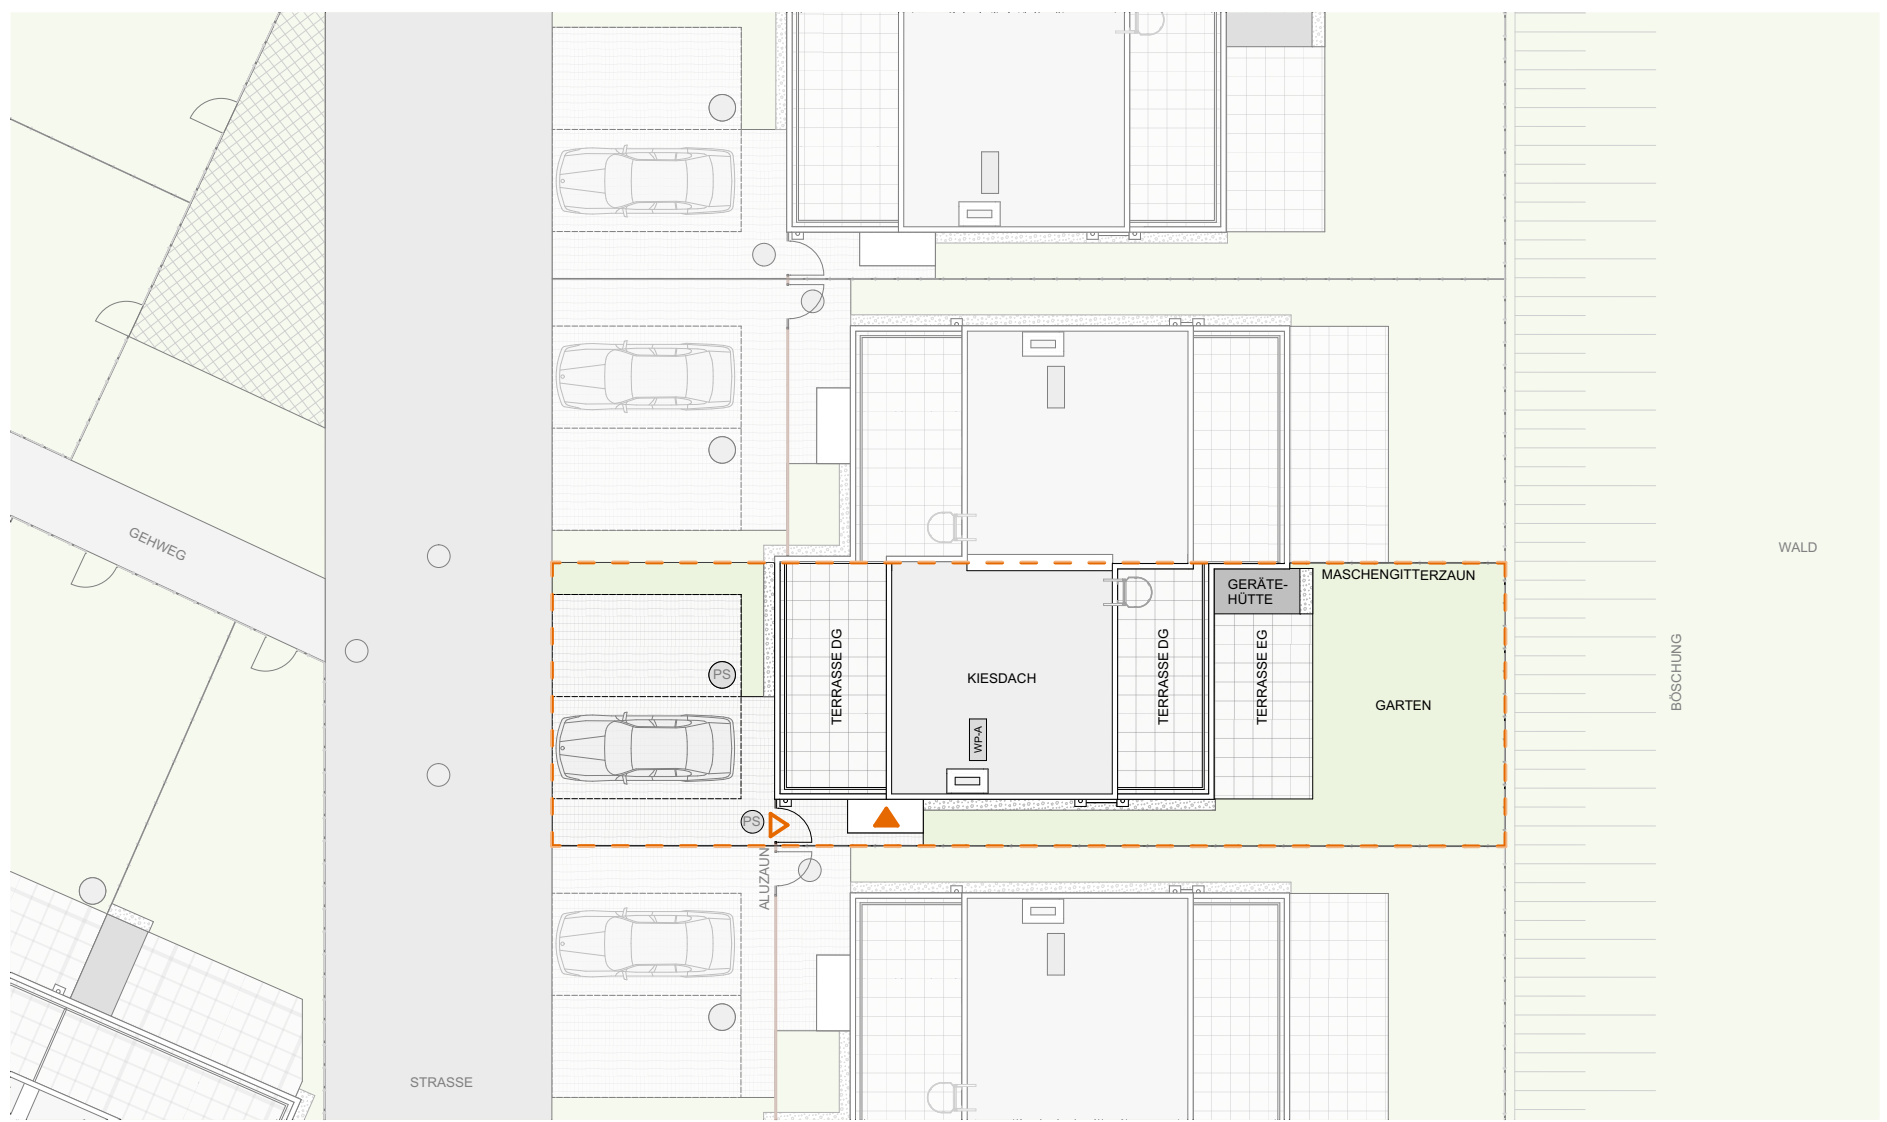 GEHWEG
WALD
MASCHENGITTERZAUN
GERÄTE-
HÜTTE
TERRASSE DG
KIESDACH
TERRASSE DG
TERRASSE EG
BÖSCHUNG
PS
GARTEN
WP-A
PS
ALUZAUN
STRASSE